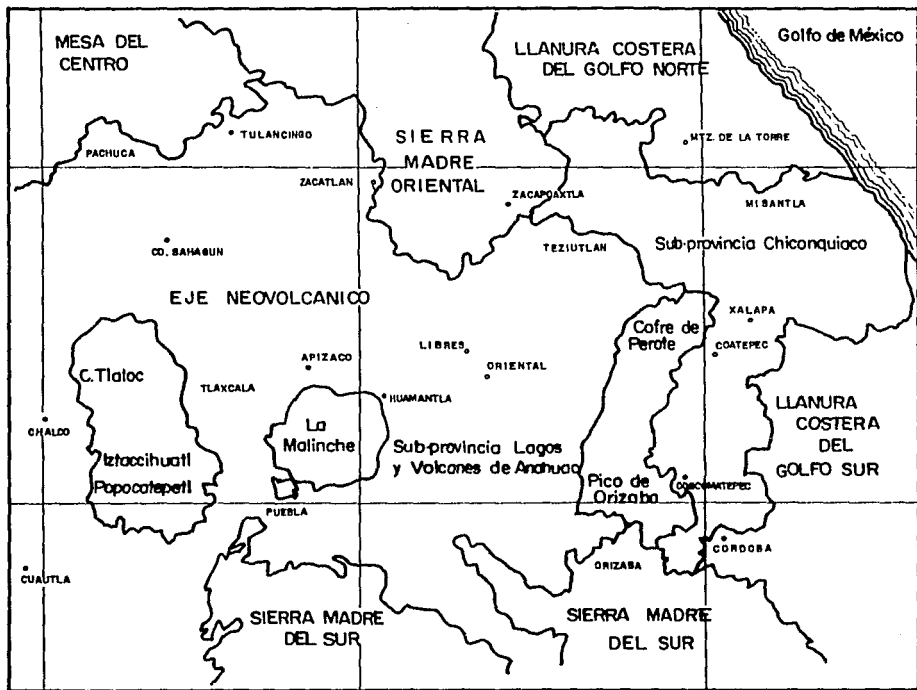 MESA DEL
CENTRO
LLANURA COSTERA
DEL GOLFO NORTE
Golfo de México
TULANCINGO
PACHUCA
SIERRA
MADRE
ORIENTAL
MTZ. DE LA TORRE
ZACATLAN
ZACAPOAXTLA
MISANTLA
CD. SAHAGUN
TEZIUTLAN
Sub-provincia Chiconquiaco
EJE NEOVOLCANICO
Cofre de
Perote
XALAPA
COATEPEC
LIBRES
ORIENTAL
APIZACO
C. Tlaloc
TLAXCALA
HUAMANTLA
CHALCO
La
Malinche
Sub-provincia Lagos
y Volcanes de Anahuac
LLANURA
COSTERA
DEL
GOLFO SUR
Iztaccihuatl
Popocatepetl
Pico de
Orizaba
COSCOMATEPEC
PUEBLA
CORDOBA
ORIZABA
CUAUTLA
SIERRA MADRE
DEL SUR
SIERRA MADRE
DEL SUR